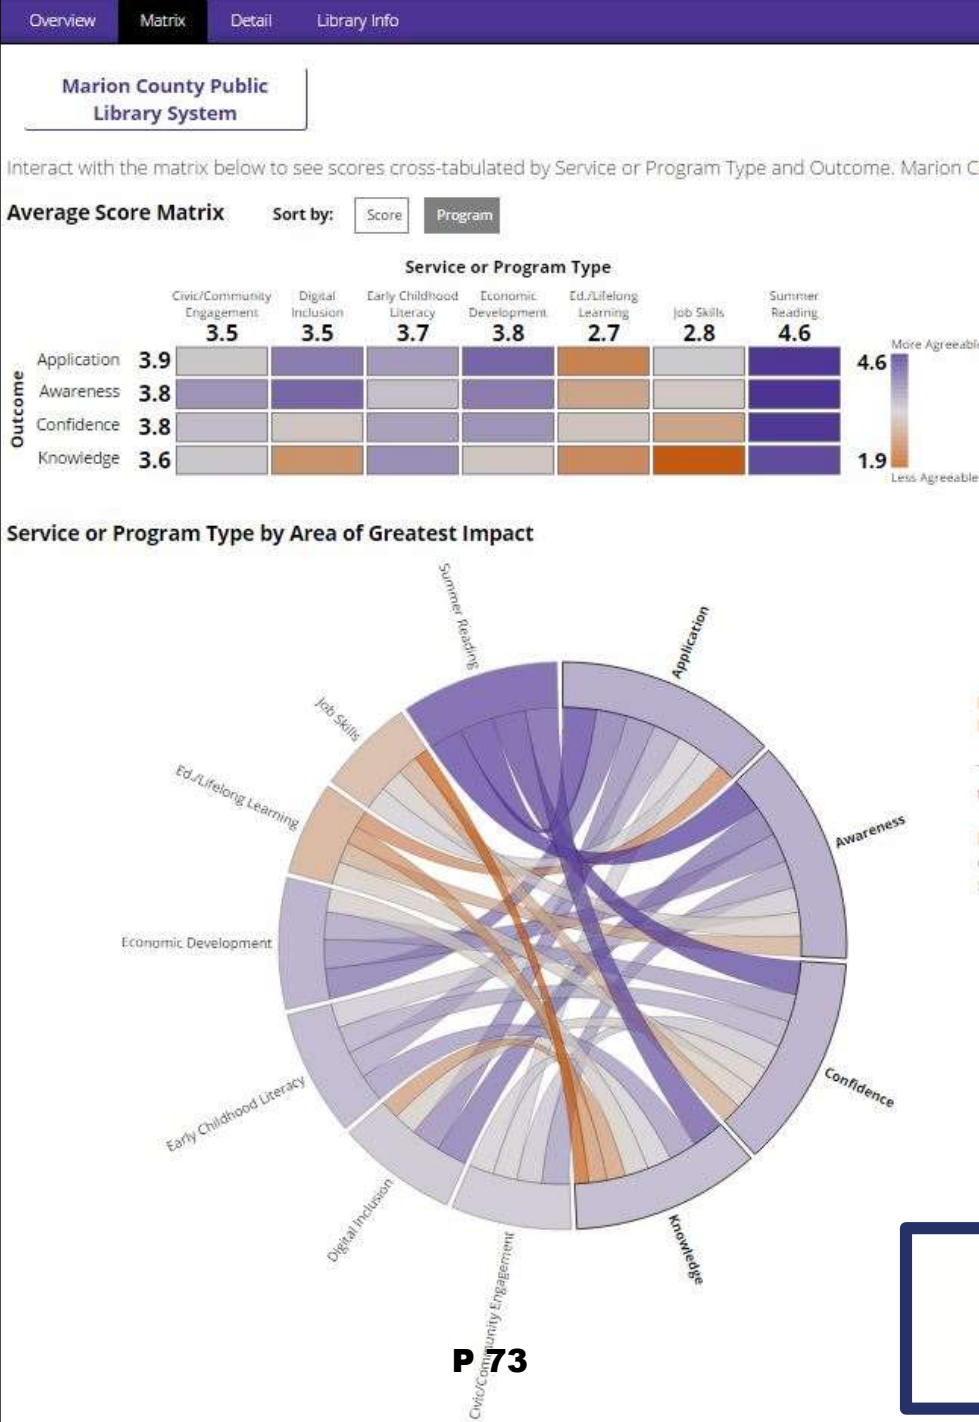 Overview Matrix Detail Library Info
Marion County Public
Library System
Interact with the matrix below to see scores cross-tabulated by Service or Program Type and Outcome. Marion C
Average Score Matrix Sort by: Score Program
Service or Program Type
Civic/Community Digital Early Childhood Economic Ed./Lifelong Summer
Engagement Inclusion Literacy Development Learning Job Skills Reading
3.5 3.5 3.7 3.8 2.7 2.8 4.6
Outcome
Application 3.9
Awareness 3.8
Confidence 3.8
Knowledge 3.6
More Agreeable
4.6
1.9
Less Agreeable
Service or Program Type by Area of Greatest Impact
Summer Reading
Application
Job Skills
Ed./Lifelong Learning
Awareness
Economic Development
Confidence
Early Childhood Literacy
Digital Inclusion
Knowledge
Civic/Community Engagement
P 73